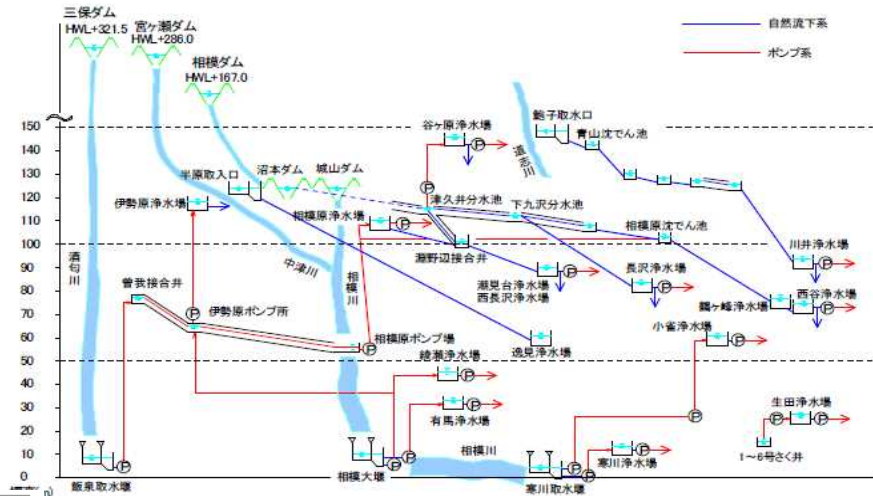 三保ダム
HWL+321.5
宮ヶ瀬ダム
HWL+286.0
相模ダム
HWL+167.0
自然流下系
ポンプ系
150
140
130
120
110
100
90
80
70
60
50
40
30
20
10
0
谷ヶ原浄水場
P
鮑子取水口
青山沈でん池
道志川
半原取入口
沼本ダム
城山ダム
伊勢原浄水場
相模原浄水場
P
P
津久井分水池
下九沢分水池
相模原沈でん池
淵野辺接合井
川井浄水場
P
酒匂川
中津川
相模川
曽我接合井
P
伊勢原ポンプ所
瀬見台浄水場
西長沢浄水場
P
長沢浄水場
P
鶴ヶ峰浄水場
西谷浄水場
P
相模原ポンプ場
P
逸見浄水場
小雀浄水場
P
綾瀬浄水場
P
有馬浄水場
P
P
生田浄水場
P
P
1～6号さく井
相模川
寒川浄水場
P
飯泉取水堰
P
相模大堰
P
P
寒川取水堰
P
P